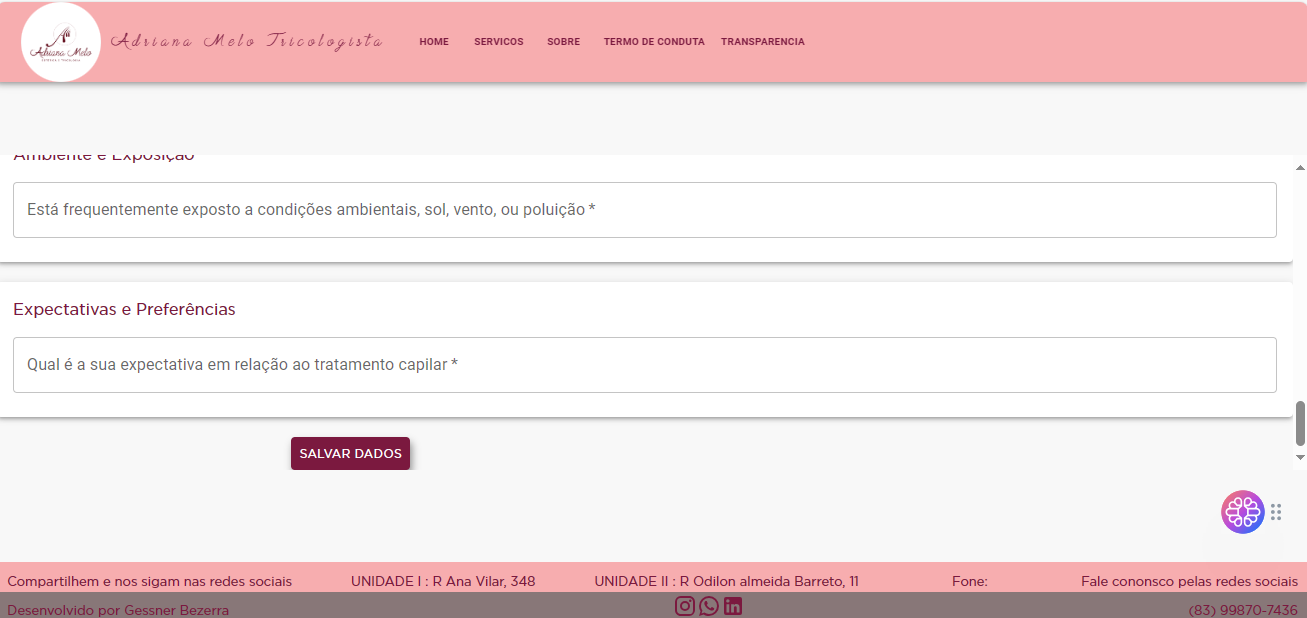 Adriana Melo
Adriana Melo Tricologista
HOME SERVICOS SOBRE TERMO DE CONDUTA TRANSPARENCIA
Ambiente e Exposição
Está frequentemente exposto a condições ambientais, sol, vento, ou poluição *
Expectativas e Preferências
Qual é a sua expectativa em relação ao tratamento capilar *
SALVAR DADOS
Compartilhem e nos sigam nas redes sociais UNIDADE I : R Ana Vilar, 348 UNIDADE II : R Odilon almeida Barreto, 11 Fone: Fale cononsco pelas redes sociais
Desenvolvido por Gessner Bezerra (83) 99870-7436